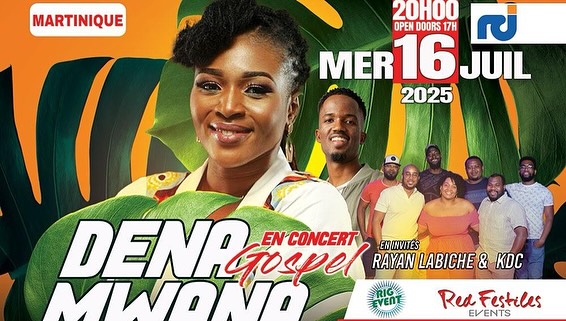 MARTINIQUE
20H00
OPEN DOORS 17H
rci
MER 16 JUIL
2025
DENA
MWANA
EN CONCERT
Gospel
EN INVITÉS
RAYAN LABICHE & KDC
RIG
EVENT
Red Festiles
EVENTS